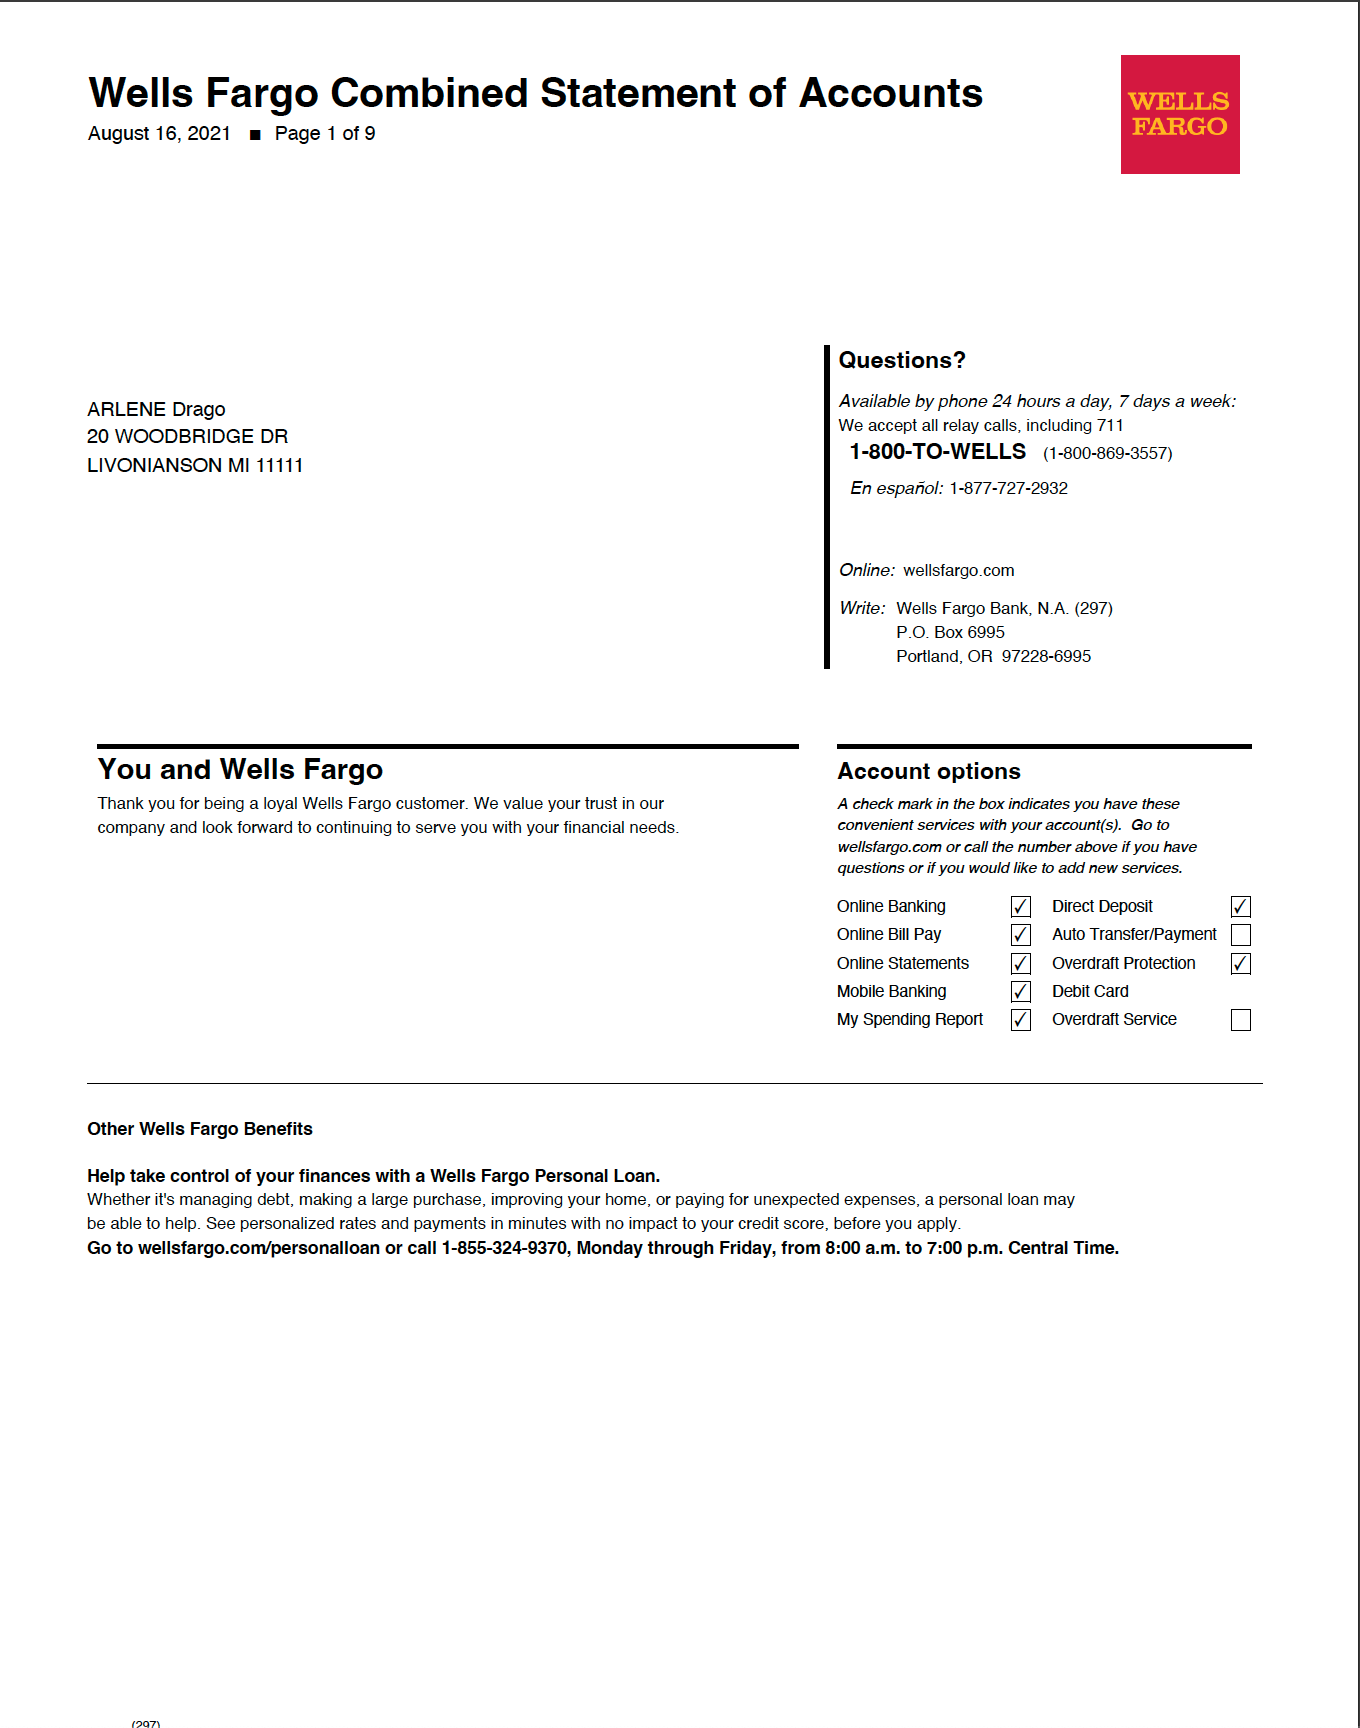 Wells Fargo Combined Statement of Accounts
August 16, 2021 ■ Page 1 of 9
WELLS
FARGO
ARLENE Drago
20 WOODBRIDGE DR
LIVONIANSON MI 11111
Questions?
Available by phone 24 hours a day, 7 days a week:
We accept all relay calls, including 711
1-800-TO-WELLS (1-800-869-3557)
En español: 1-877-727-2932
Online: wellsfargo.com
Write: Wells Fargo Bank, N.A. (297)
P.O. Box 6995
Portland, OR 97228-6995
You and Wells Fargo
Thank you for being a loyal Wells Fargo customer. We value your trust in our
company and look forward to continuing to serve you with your financial needs.
Account options
A check mark in the box indicates you have these
convenient services with your account(s). Go to
wellsfargo.com or call the number above if you have
questions or if you would like to add new services.
Online Banking ✓ Direct Deposit ✓
Online Bill Pay ✓ Auto Transfer/Payment
Online Statements ✓ Overdraft Protection ✓
Mobile Banking ✓ Debit Card
My Spending Report ✓ Overdraft Service
Other Wells Fargo Benefits
Help take control of your finances with a Wells Fargo Personal Loan.
Whether it's managing debt, making a large purchase, improving your home, or paying for unexpected expenses, a personal loan may
be able to help. See personalized rates and payments in minutes with no impact to your credit score, before you apply.
Go to wellsfargo.com/personalloan or call 1-855-324-9370, Monday through Friday, from 8:00 a.m. to 7:00 p.m. Central Time.
(297)